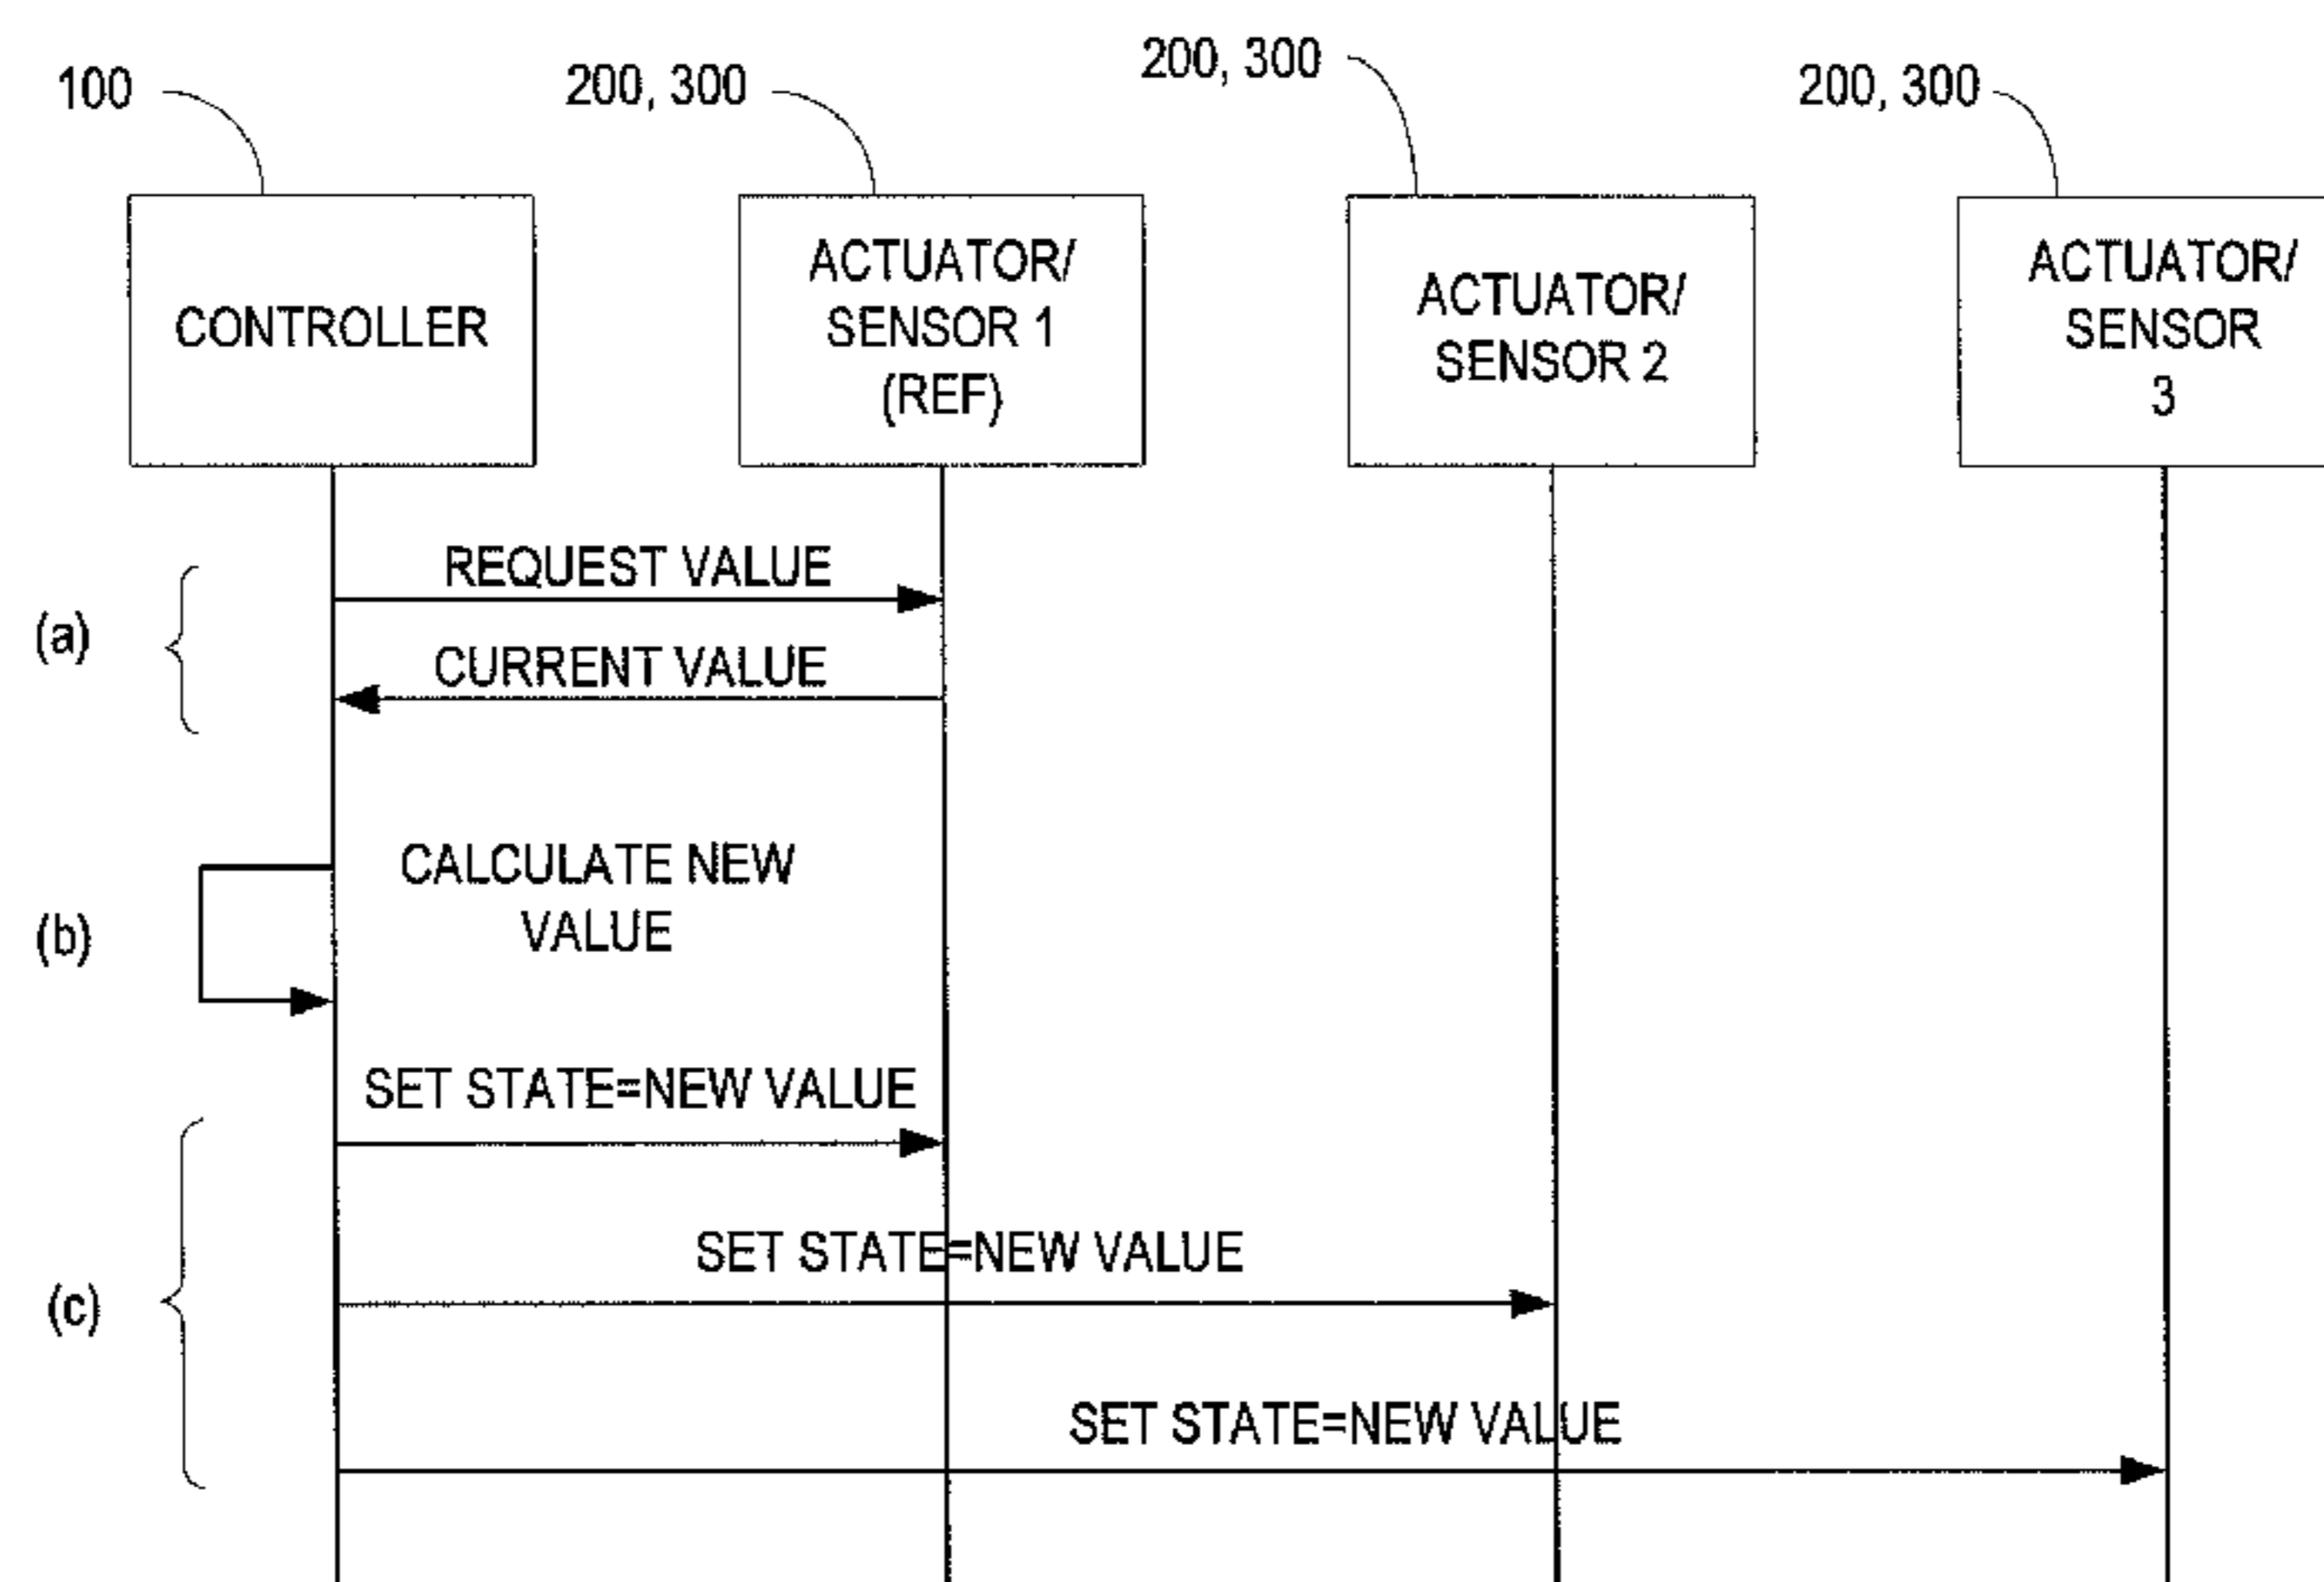 100
200, 300
200, 300
200, 300
CONTROLLER
ACTUATOR/
SENSOR 1
(REF)
ACTUATOR/
SENSOR 2
ACTUATOR/
SENSOR
3
(a)
REQUEST VALUE
CURRENT VALUE
(b)
CALCULATE NEW
VALUE
(c)
SET STATE=NEW VALUE
SET STATE=NEW VALUE
SET STATE=NEW VALUE